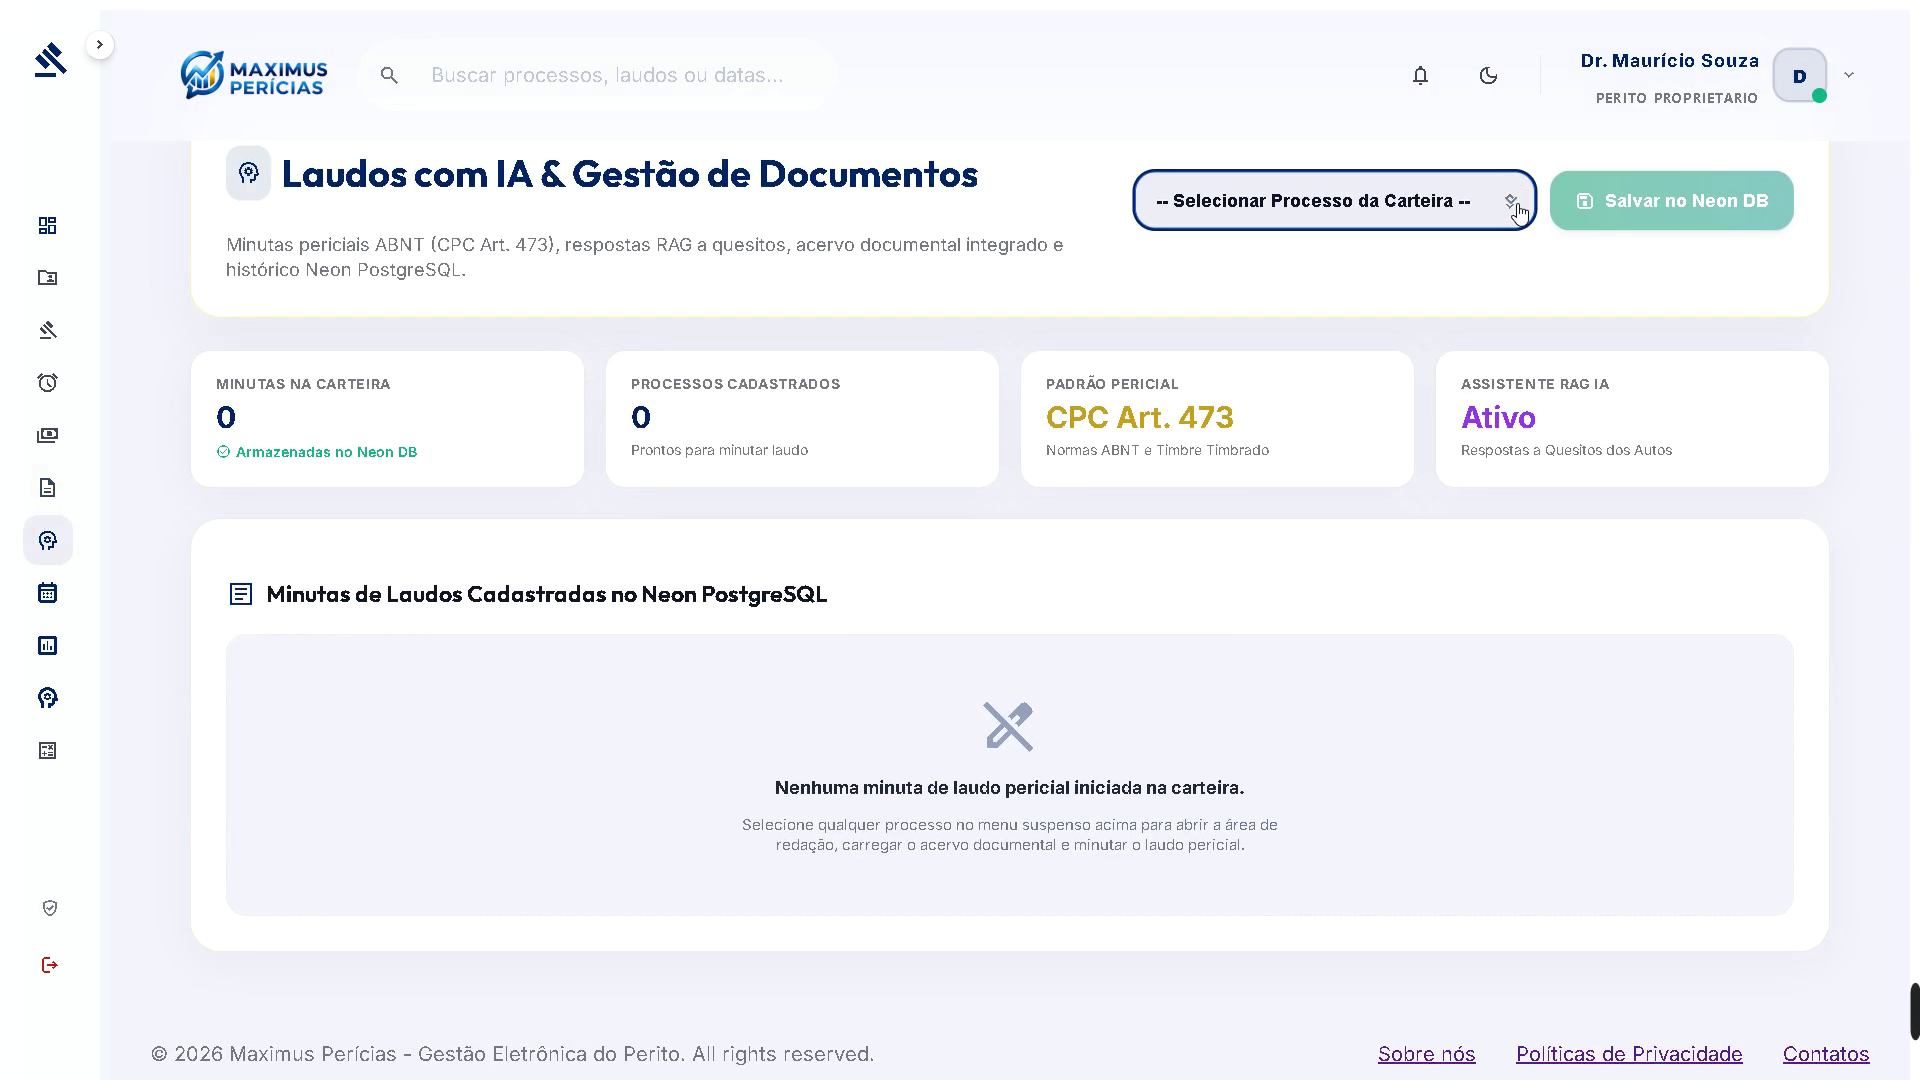 MAXIMUS
PERÍCIAS
Buscar processos, laudos ou datas...
Dr. Maurício Souza
PERITO PROPRIETARIO
D
Laudos com IA & Gestão de Documentos
Minutas periciais ABNT (CPC Art. 473), respostas RAG a quesitos, acervo documental integrado e
histórico Neon PostgreSQL.
-- Selecionar Processo da Carteira --
Salvar no Neon DB
MINUTAS NA CARTEIRA
0
Armazenadas no Neon DB
PROCESSOS CADASTRADOS
0
Prontos para minutar laudo
PADRÃO PERICIAL
CPC Art. 473
Normas ABNT e Timbre Timbrado
ASSISTENTE RAG IA
Ativo
Respostas a Quesitos dos Autos
Minutas de Laudos Cadastradas no Neon PostgreSQL
Nenhuma minuta de laudo pericial iniciada na carteira.
Selecione qualquer processo no menu suspenso acima para abrir a área de
redação, carregar o acervo documental e minutar o laudo pericial.
© 2026 Maximus Perícias - Gestão Eletrônica do Perito. All rights reserved.
Sobre nós
Políticas de Privacidade
Contatos